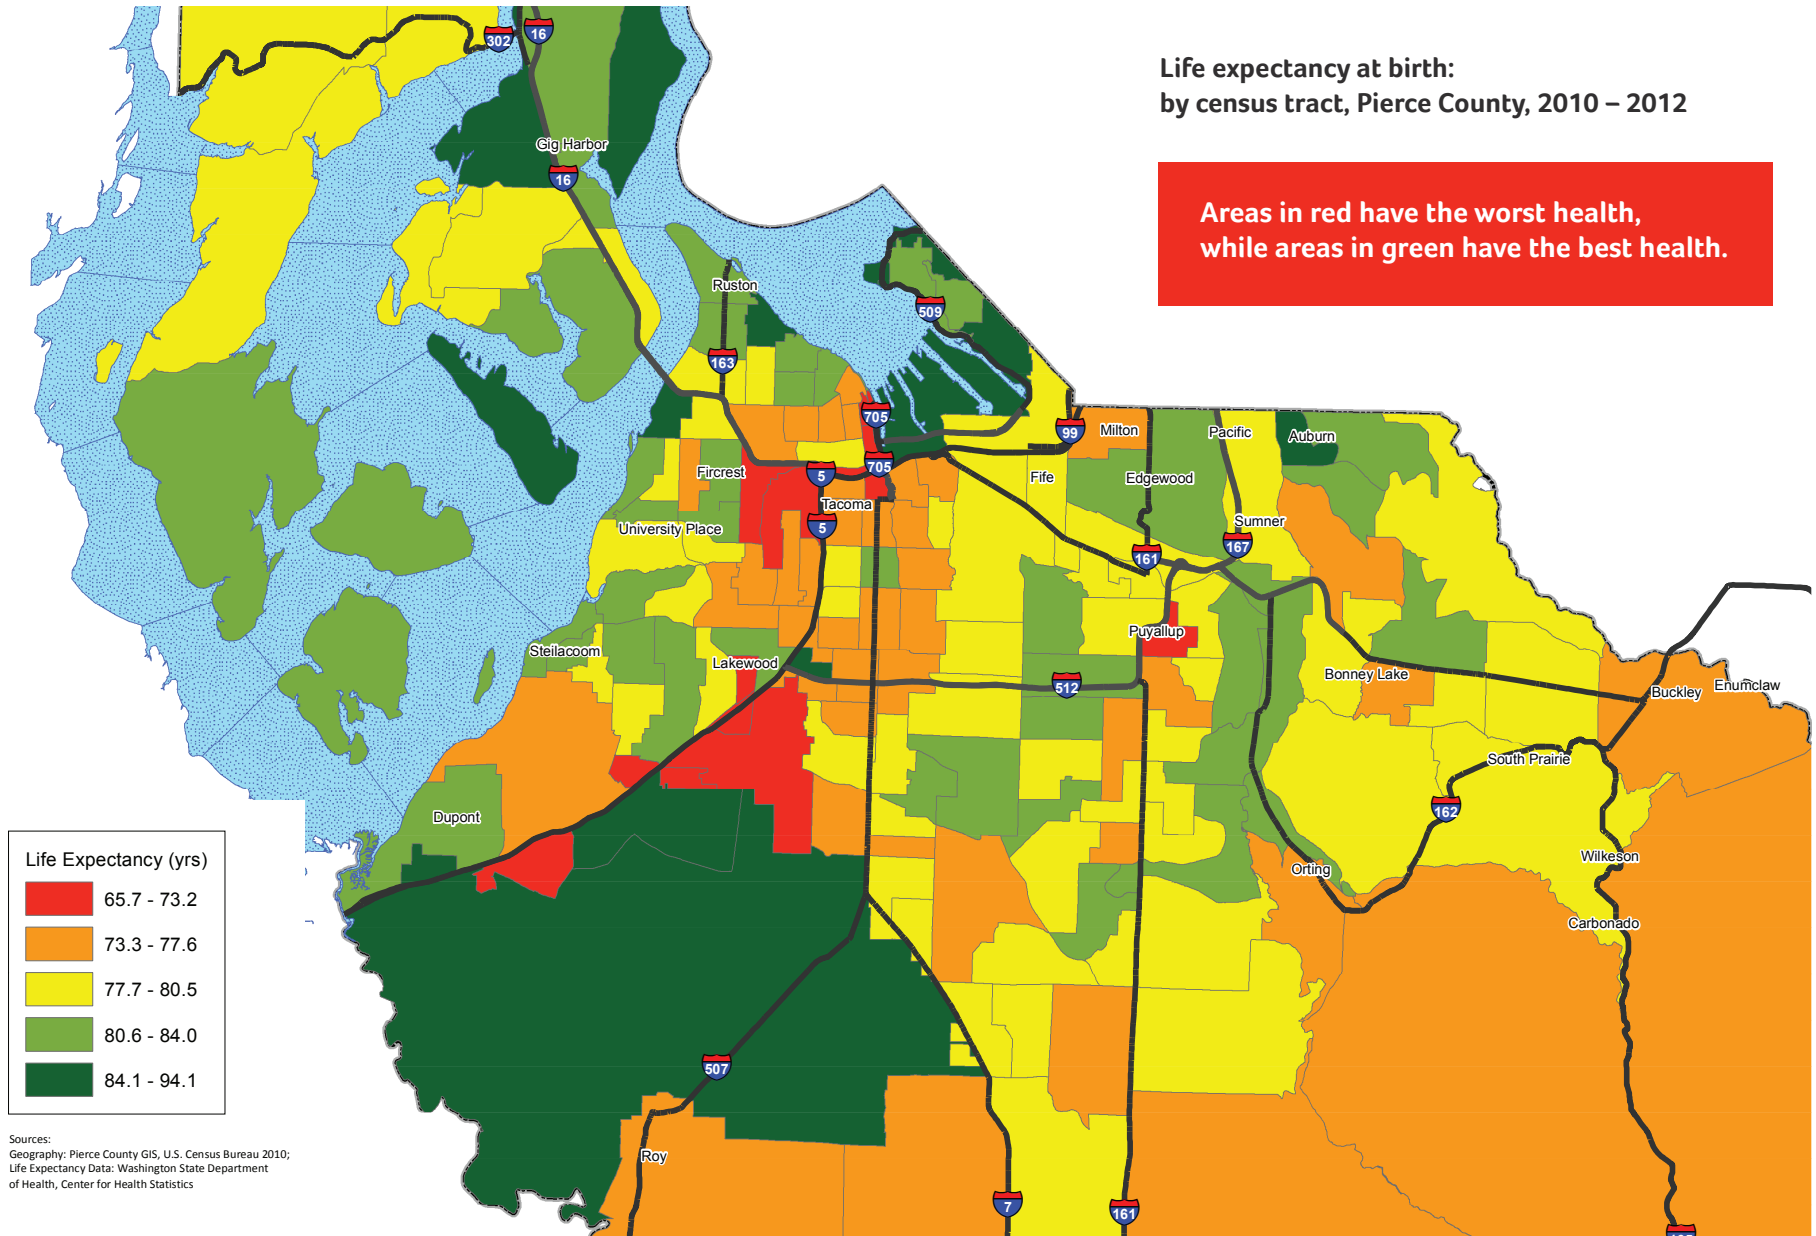 Life expectancy at birth:
by census tract, Pierce County, 2010 – 2012
Areas in red have the worst health,
while areas in green have the best health.
302
16
Gig Harbor
16
Ruston
509
163
705
99
Milton
Pacific
Auburn
705
Fircrest
5
Fife
Edgewood
Tacoma
5
University Place
Sumner
167
161
Puyallup
Steilacoom
Lakewood
512
Bonney Lake
Buckley
Enumclaw
South Prairie
162
Dupont
Orting
Wilkeson
Carbonado
507
Roy
7
161
Life Expectancy (yrs)
65.7 - 73.2
73.3 - 77.6
77.7 - 80.5
80.6 - 84.0
84.1 - 94.1
Sources:
Geography: Pierce County GIS, U.S. Census Bureau 2010;
Life Expectancy Data: Washington State Department
of Health, Center for Health Statistics